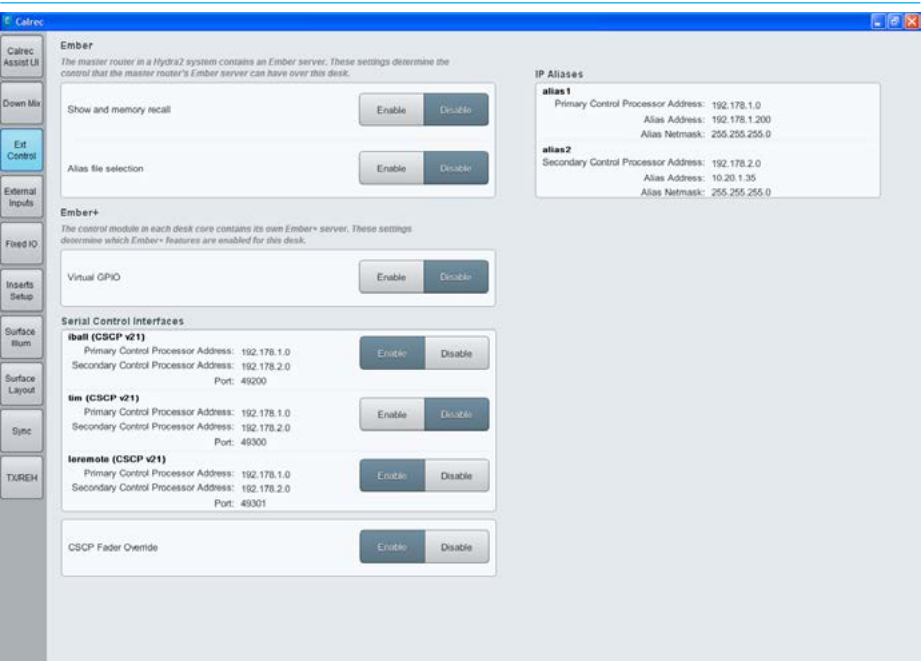 Calrec
Calrec
Assist UI
Down Mix
Ext
Control
External
Inputs
Fixed IO
Inserts
Setup
Surface
Illum
Surface
Layout
Sync
TX/REH
Ember
The master router in a Hydra2 system contains an Ember server. These settings determine the
control that the master router's Ember server can have over this desk.
Show and memory recall
Enable
Disable
Alias file selection
Enable
Disable
Ember+
The control module in each desk core contains its own Ember+ server. These settings
determine which Ember+ features are enabled for this desk.
Virtual GPIO
Enable
Disable
Serial Control Interfaces
iball (CSCP v21)
Primary Control Processor Address: 192.178.1.0
Secondary Control Processor Address: 192.178.2.0
Port: 49200
Enable
Disable
tim (CSCP v21)
Primary Control Processor Address: 192.178.1.0
Secondary Control Processor Address: 192.178.2.0
Port: 49300
Enable
Disable
leremote (CSCP v21)
Primary Control Processor Address: 192.178.1.0
Secondary Control Processor Address: 192.178.2.0
Port: 49301
Enable
Disable
CSCP Fader Override
Enable
Disable
IP Aliases
alias1
Primary Control Processor Address: 192.178.1.0
Alias Address: 192.178.1.200
Alias Netmask: 255.255.255.0
alias2
Secondary Control Processor Address: 192.178.2.0
Alias Address: 10.20.1.35
Alias Netmask: 255.255.255.0